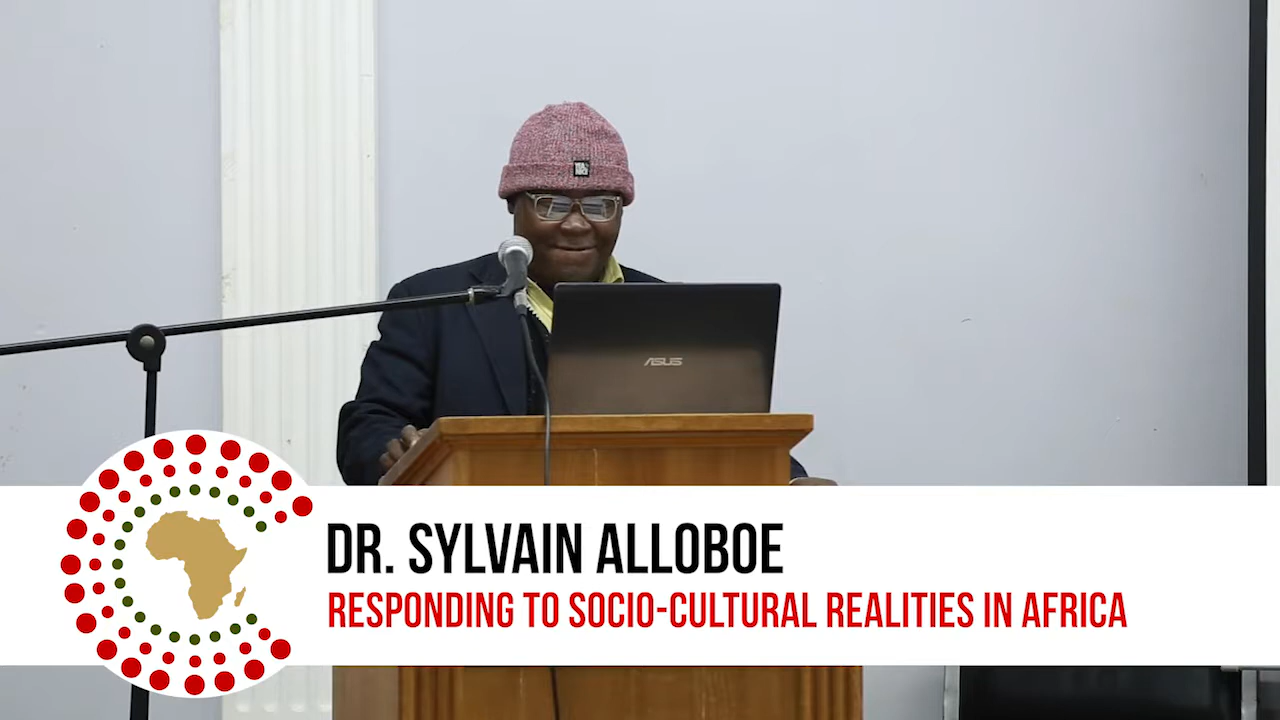 ASUS
DR. SYLVAIN ALLOBOE
RESPONDING TO SOCIO-CULTURAL REALITIES IN AFRICA